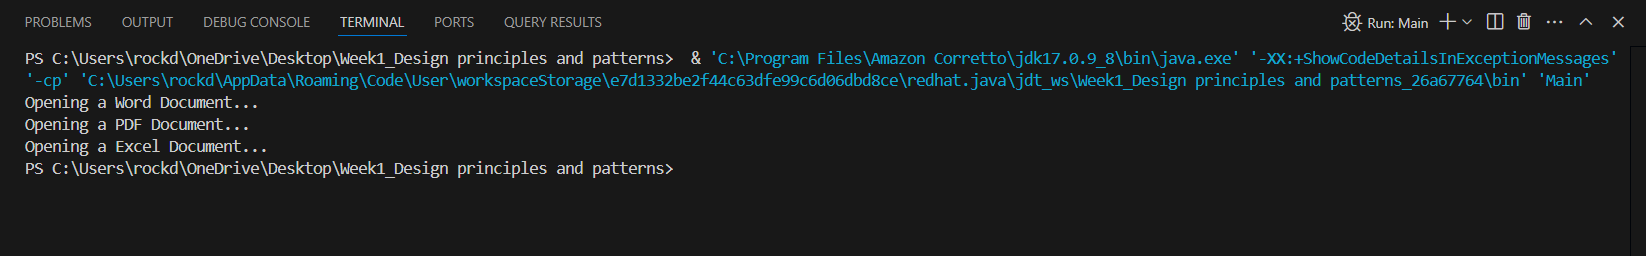 PROBLEMS OUTPUT DEBUG CONSOLE TERMINAL PORTS QUERY RESULTS Run: Main
PS C:\Users\rockd\OneDrive\Desktop\Week1_Design principles and patterns>  & 'C:\Program Files\Amazon Corretto\jdk17.0.9_8\bin\java.exe' '-XX:+ShowCodeDetailsInExceptionMessages'
'-cp' 'C:\Users\rockd\AppData\Roaming\Code\User\workspaceStorage\e7d1332be2f44c63dfe99c6d06dbd8ce\redhat.java\jdt_ws\Week1_Design principles and patterns_26a67764\bin' 'Main'
Opening a Word Document...
Opening a PDF Document...
Opening a Excel Document...
PS C:\Users\rockd\OneDrive\Desktop\Week1_Design principles and patterns>